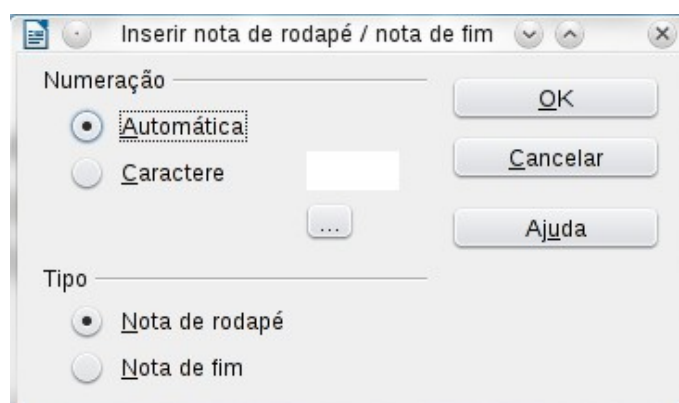 Inserir nota de rodapé / nota de fim
Numeração
Automática
Caractere
...
OK
Cancelar
Ajuda
Tipo
Nota de rodapé
Nota de fim